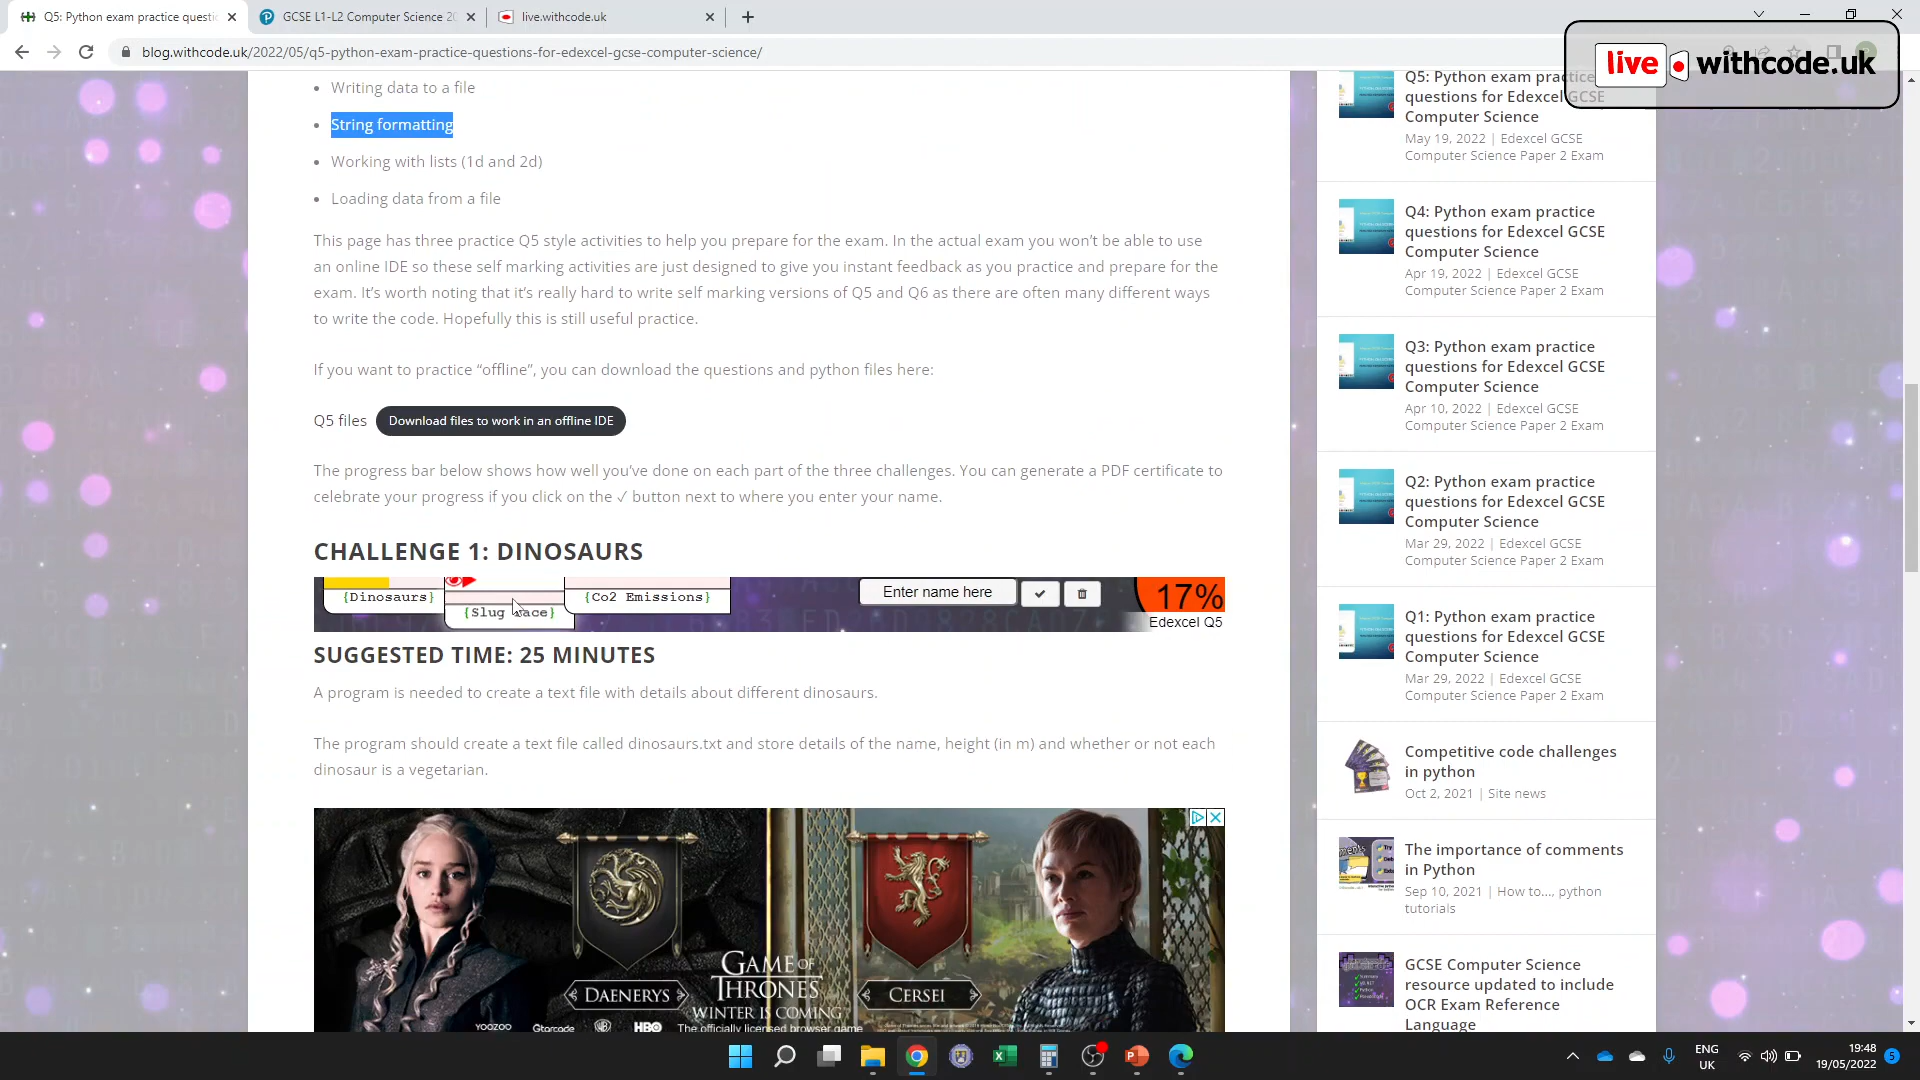 Q5: Python exam practice questi
GCSE L1-L2 Computer Science 20
live.withcode.uk
blog.withcode.uk/2022/05/q5-python-exam-practice-questions-for-edexcel-gcse-computer-science/
live withcode.uk
Writing data to a file
String formatting
Working with lists (1d and 2d)
Loading data from a file
This page has three practice Q5 style activities to help you prepare for the exam. In the actual exam you won’t be able to use
an online IDE so these self marking activities are just designed to give you instant feedback as you practice and prepare for the
exam. It’s worth noting that it’s really hard to write self marking versions of Q5 and Q6 as there are often many different ways
to write the code. Hopefully this is still useful practice.
If you want to practice “offline”, you can download the questions and python files here:
Q5 files Download files to work in an offline IDE
The progress bar below shows how well you’ve done on each part of the three challenges. You can generate a PDF certificate to
celebrate your progress if you click on the ✓ button next to where you enter your name.
CHALLENGE 1: DINOSAURS
{Dinosaurs} {Slug Race} {Co2 Emissions} Enter name here 17%
Edexcel Q5
SUGGESTED TIME: 25 MINUTES
A program is needed to create a text file with details about different dinosaurs.
The program should create a text file called dinosaurs.txt and store details of the name, height (in m) and whether or not each
dinosaur is a vegetarian.
GAME OF
THRONES
WINTER IS COMING
DAENERYS
CERSEI
YOOZOO Gtarcade WB HBO The officially licensed browser game
Q5: Python exam practice
questions for Edexcel GCSE
Computer Science
May 19, 2022 | Edexcel GCSE
Computer Science Paper 2 Exam
Q4: Python exam practice
questions for Edexcel GCSE
Computer Science
Apr 19, 2022 | Edexcel GCSE
Computer Science Paper 2 Exam
Q3: Python exam practice
questions for Edexcel GCSE
Computer Science
Apr 10, 2022 | Edexcel GCSE
Computer Science Paper 2 Exam
Q2: Python exam practice
questions for Edexcel GCSE
Computer Science
Mar 29, 2022 | Edexcel GCSE
Computer Science Paper 2 Exam
Q1: Python exam practice
questions for Edexcel GCSE
Computer Science
Mar 29, 2022 | Edexcel GCSE
Computer Science Paper 2 Exam
Competitive code challenges
in python
Oct 2, 2021 | Site news
The importance of comments
in Python
Sep 10, 2021 | How to..., python
tutorials
GCSE Computer Science
resource updated to include
OCR Exam Reference
Language
ENG
UK
19:48
19/05/2022
5